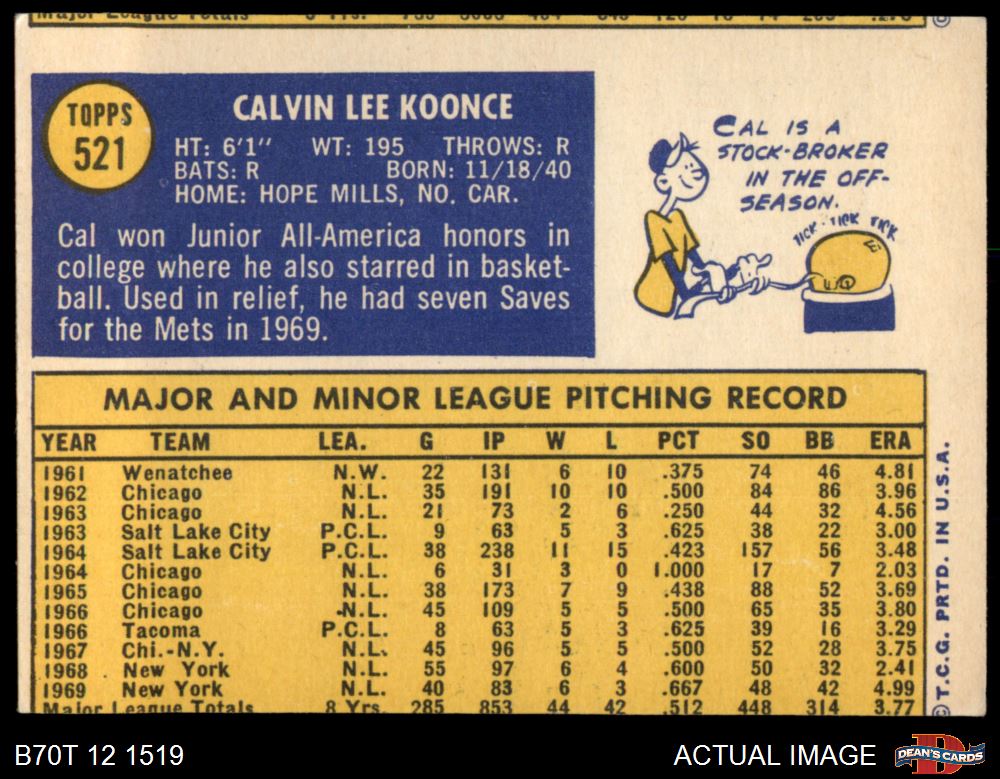 TOPPS
521
CALVIN LEE KOONCE
HT: 6'1" WT: 195 THROWS: R
BATS: R BORN: 11/18/40
HOME: HOPE MILLS, NO. CAR.
Cal won Junior All-America honors in
college where he also starred in basket-
ball. Used in relief, he had seven Saves
for the Mets in 1969.
CAL IS A
STOCK-BROKER
IN THE OFF-
SEASON.
TICK - TICK TICK
MAJOR AND MINOR LEAGUE PITCHING RECORD
YEAR TEAM LEA. G IP W L PCT SO BB ERA
1961 Wenatchee N.W. 22 131 6 10 .375 74 46 4.81
1962 Chicago N.L. 35 191 10 10 .500 84 86 3.96
1963 Chicago N.L. 21 73 2 6 .250 44 32 4.56
1963 Salt Lake City P.C.L. 9 63 5 3 .625 38 22 3.00
1964 Salt Lake City P.C.L. 38 238 11 15 .423 157 56 3.48
1964 Chicago N.L. 6 31 3 0 1.000 17 7 2.03
1965 Chicago N.L. 38 173 7 9 .438 88 52 3.69
1966 Chicago N.L. 45 109 5 5 .500 65 35 3.80
1966 Tacoma P.C.L. 8 63 5 3 .625 39 16 3.29
1967 Chi.-N.Y. N.L. 45 96 5 5 .500 52 28 3.75
1968 New York N.L. 55 97 6 4 .600 50 32 2.41
1969 New York N.L. 40 83 6 3 .667 48 42 4.99
Major League Totals 8 Yrs. 285 853 44 42 .512 448 314 3.77
© T.C.G. PRTD. IN U.S.A.
B70T 12 1519
ACTUAL IMAGE
DEAN'S CARDS